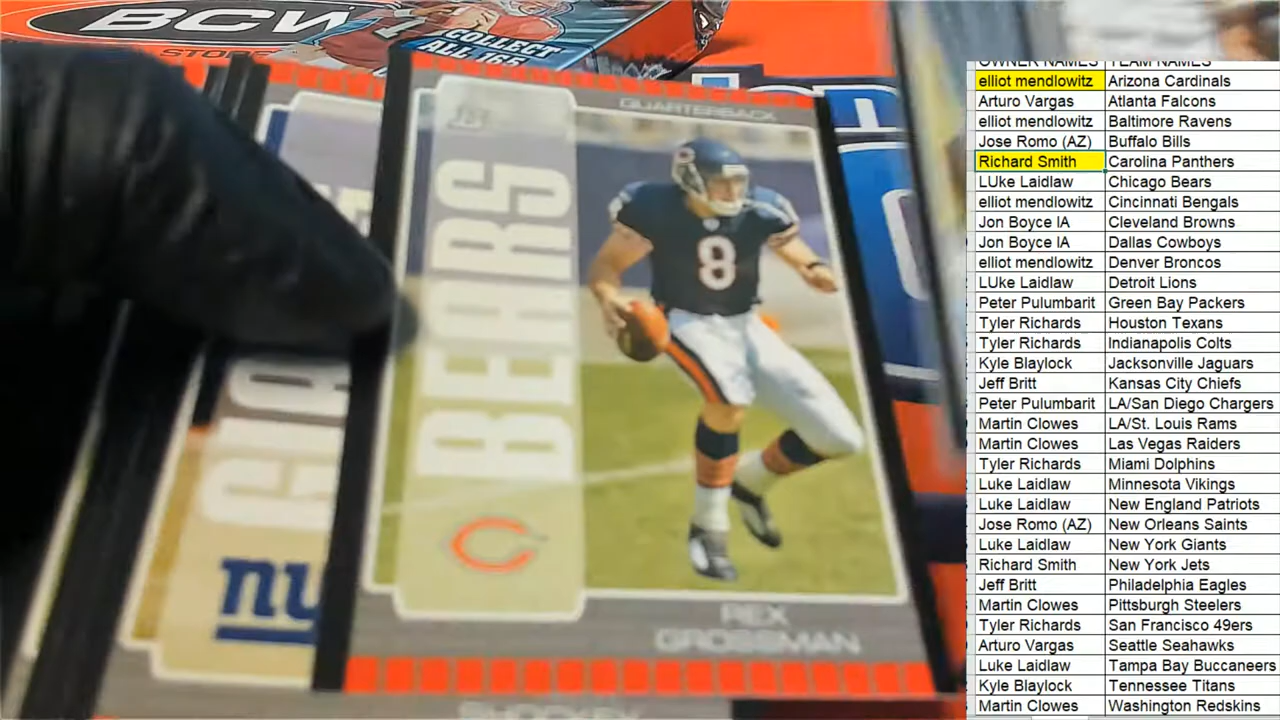 BCW
COLLECT
ALL 165
QUARTERBACK
BEARS
8
REX
GROSSMAN
ny
OWNER NAMES TEAM NAMES
elliot mendlowitz Arizona Cardinals
Arturo Vargas Atlanta Falcons
elliot mendlowitz Baltimore Ravens
Jose Romo (AZ) Buffalo Bills
Richard Smith Carolina Panthers
LUke Laidlaw Chicago Bears
elliot mendlowitz Cincinnati Bengals
Jon Boyce IA Cleveland Browns
Jon Boyce IA Dallas Cowboys
elliot mendlowitz Denver Broncos
LUke Laidlaw Detroit Lions
Peter Pulumbarit Green Bay Packers
Tyler Richards Houston Texans
Tyler Richards Indianapolis Colts
Kyle Blaylock Jacksonville Jaguars
Jeff Britt Kansas City Chiefs
Peter Pulumbarit LA/San Diego Chargers
Martin Clowes LA/St. Louis Rams
Martin Clowes Las Vegas Raiders
Tyler Richards Miami Dolphins
Luke Laidlaw Minnesota Vikings
Luke Laidlaw New England Patriots
Jose Romo (AZ) New Orleans Saints
Luke Laidlaw New York Giants
Richard Smith New York Jets
Jeff Britt Philadelphia Eagles
Martin Clowes Pittsburgh Steelers
Tyler Richards San Francisco 49ers
Arturo Vargas Seattle Seahawks
Luke Laidlaw Tampa Bay Buccaneers
Kyle Blaylock Tennessee Titans
Martin Clowes Washington Redskins